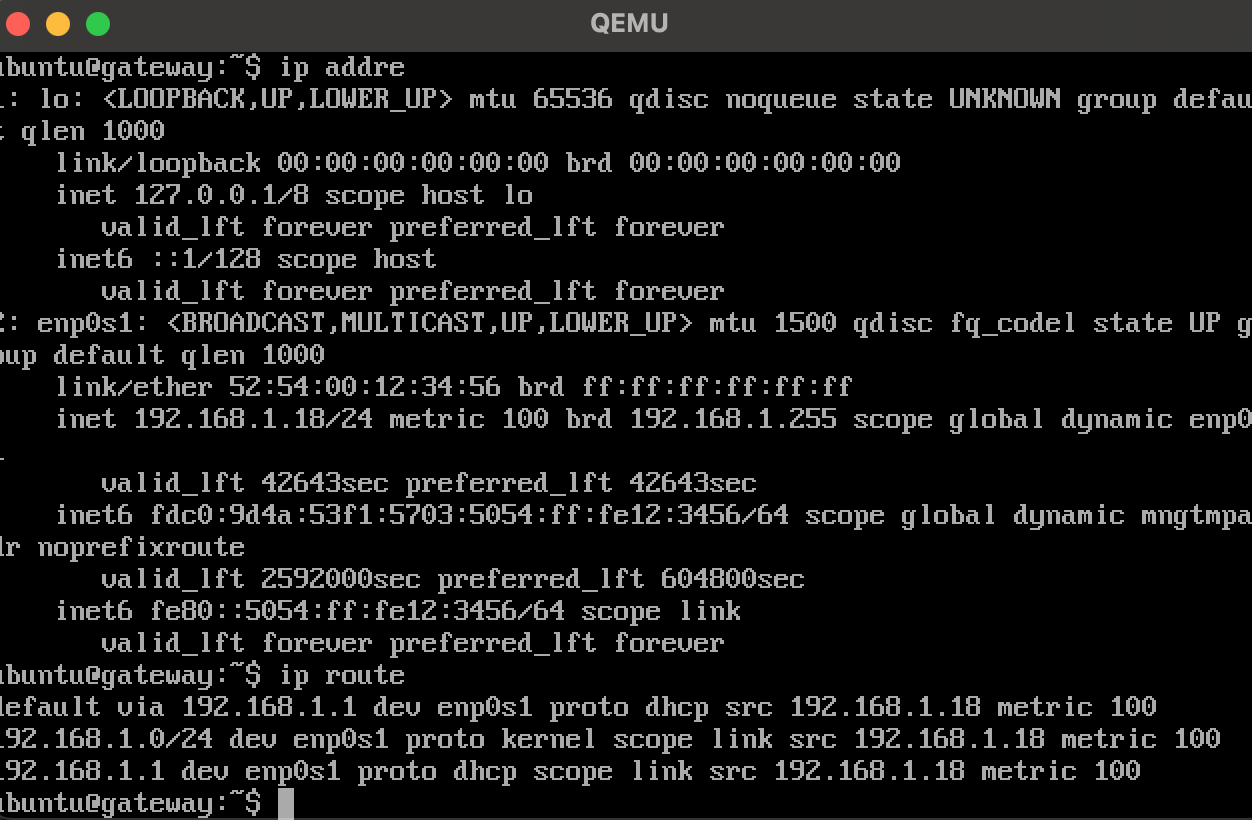 QEMU
ubuntu@gateway:~$ ip addre
1: lo: <LOOPBACK,UP,LOWER_UP> mtu 65536 qdisc noqueue state UNKNOWN group defau
t qlen 1000
link/loopback 00:00:00:00:00:00 brd 00:00:00:00:00:00
inet 127.0.0.1/8 scope host lo
valid_lft forever preferred_lft forever
inet6 ::1/128 scope host
valid_lft forever preferred_lft forever
2: enp0s1: <BROADCAST,MULTICAST,UP,LOWER_UP> mtu 1500 qdisc fq_codel state UP g
oup default qlen 1000
link/ether 52:54:00:12:34:56 brd ff:ff:ff:ff:ff:ff
inet 192.168.1.18/24 metric 100 brd 192.168.1.255 scope global dynamic enp0
valid_lft 42643sec preferred_lft 42643sec
inet6 fdc0:9d4a:53f1:5703:5054:ff:fe12:3456/64 scope global dynamic mngtmpa
dr noprefixroute
valid_lft 2592000sec preferred_lft 604800sec
inet6 fe80::5054:ff:fe12:3456/64 scope link
valid_lft forever preferred_lft forever
ubuntu@gateway:~$ ip route
default via 192.168.1.1 dev enp0s1 proto dhcp src 192.168.1.18 metric 100
192.168.1.0/24 dev enp0s1 proto kernel scope link src 192.168.1.18 metric 100
192.168.1.1 dev enp0s1 proto dhcp scope link src 192.168.1.18 metric 100
ubuntu@gateway:~$